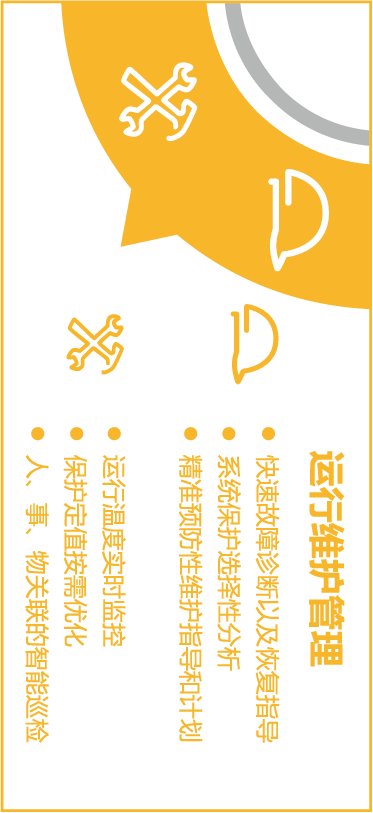 运行维护管理
快速故障诊断以及恢复指导
系统保护选择性分析
精准预防性维护指导和计划
运行温度实时监控
保护定值按需优化
人、事、物关联的智能巡检